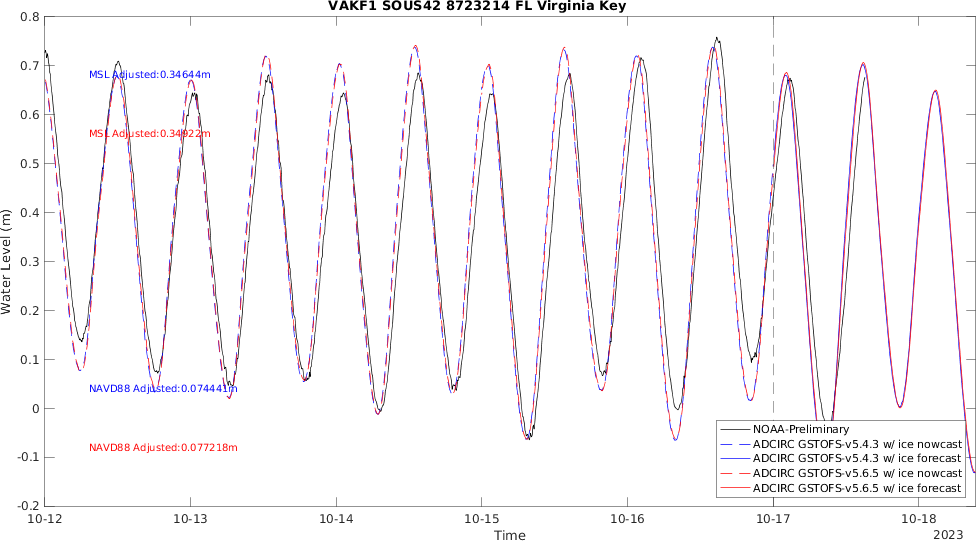 VAKF1 SOUS42 8723214 FL Virginia Key
0.8
0.7
0.6
0.5
0.4
0.3
0.2
0.1
0
-0.1
-0.2
Water Level (m)
MSL Adjusted:0.34644m
MSL Adjusted:0.34922m
NAVD88 Adjusted:0.074441m
NAVD88 Adjusted:0.077218m
NOAA-Preliminary
ADCIRC GSTOFS-v5.4.3 w/ ice nowcast
ADCIRC GSTOFS-v5.4.3 w/ ice forecast
ADCIRC GSTOFS-v5.6.5 w/ ice nowcast
ADCIRC GSTOFS-v5.6.5 w/ ice forecast
10-12 10-13 10-14 10-15 10-16 10-17 10-18
Time
2023